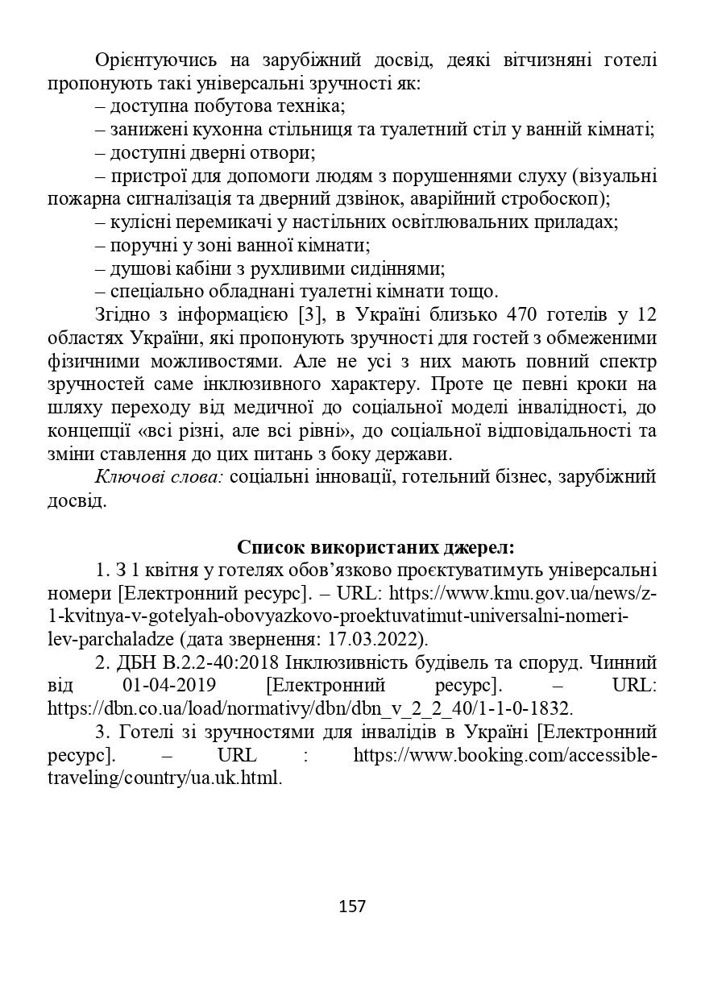 Орієнтуючись на зарубіжний досвід, деякі вітчизняні готелі
пропонують такі універсальні зручності як:
– доступна побутова техніка;
– занижені кухонна стільниця та туалетний стіл у ванній кімнаті;
– доступні дверні отвори;
– пристрої для допомоги людям з порушеннями слуху (візуальні
пожарна сигналізація та дверний дзвінок, аварійний стробоскоп);
– кулісні перемикачі у настільних освітлювальних приладах;
– поручні у зоні ванної кімнати;
– душові кабіни з рухливими сидіннями;
– спеціально обладнані туалетні кімнати тощо.
Згідно з інформацією [3], в Україні близько 470 готелів у 12
областях України, які пропонують зручності для гостей з обмеженими
фізичними можливостями. Але не усі з них мають повний спектр
зручностей саме інклюзивного характеру. Проте це певні кроки на
шляху переходу від медичної до соціальної моделі інвалідності, до
концепції «всі різні, але всі рівні», до соціальної відповідальності та
зміни ставлення до цих питань з боку держави.
Ключові слова: соціальні інновації, готельний бізнес, зарубіжний
досвід.
Список використаних джерел:
1. З 1 квітня у готелях обов’язково проєктуватимуть універсальні
номери [Електронний ресурс]. – URL: https://www.kmu.gov.ua/news/z-
1-kvitnya-v-gotelyah-obovyazkovo-proektuvatimut-universalni-nomeri-
lev-parchaladze (дата звернення: 17.03.2022).
2. ДБН В.2.2-40:2018 Інклюзивність будівель та споруд. Чинний
від 01-04-2019 [Електронний ресурс]. – URL:
https://dbn.co.ua/load/normativy/dbn/dbn_v_2_2_40/1-1-0-1832.
3. Готелі зі зручностями для інвалідів в Україні [Електронний
ресурс]. – URL : https://www.booking.com/accessible-
traveling/country/ua.uk.html.
157